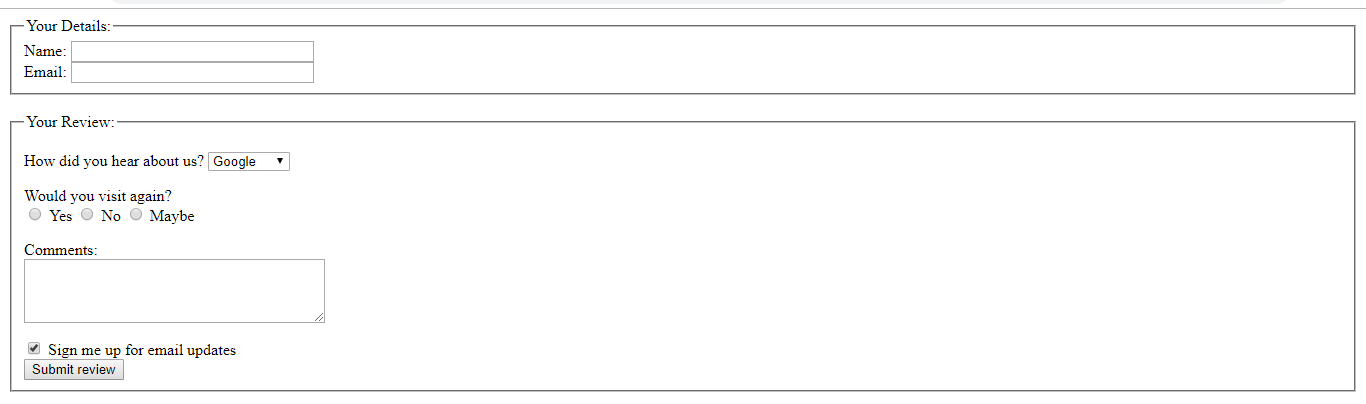 Your Details:
Name:
Email:
Your Review:
How did you hear about us? Google
Would you visit again?
Yes No Maybe
Comments:
Sign me up for email updates
Submit review